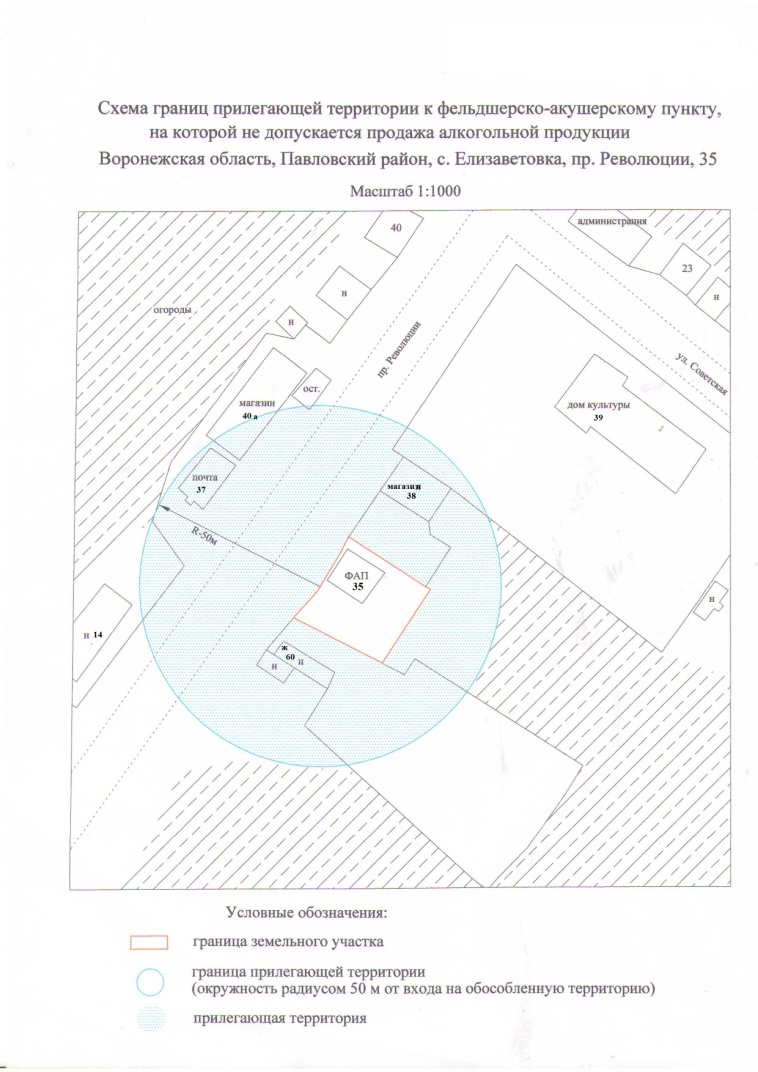 Схема границ прилегающей территории к фельдшерско-акушерскому пункту,
на которой не допускается продажа алкогольной продукции
Воронежская область, Павловский район, с. Елизаветовка, пр. Революции, 35
Масштаб 1:1000
администрация
40
23
н
н
огороды
н
пр. Революции
ул. Советская
ост.
магазин
40 а
дом культуры
39
почта
37
магазин
38
R-50м
ФАП
35
н
н 14
ж
60
н
н
Условные обозначения:
граница земельного участка
граница прилегающей территории
(окружность радиусом 50 м от входа на обособленную территорию)
прилегающая территория